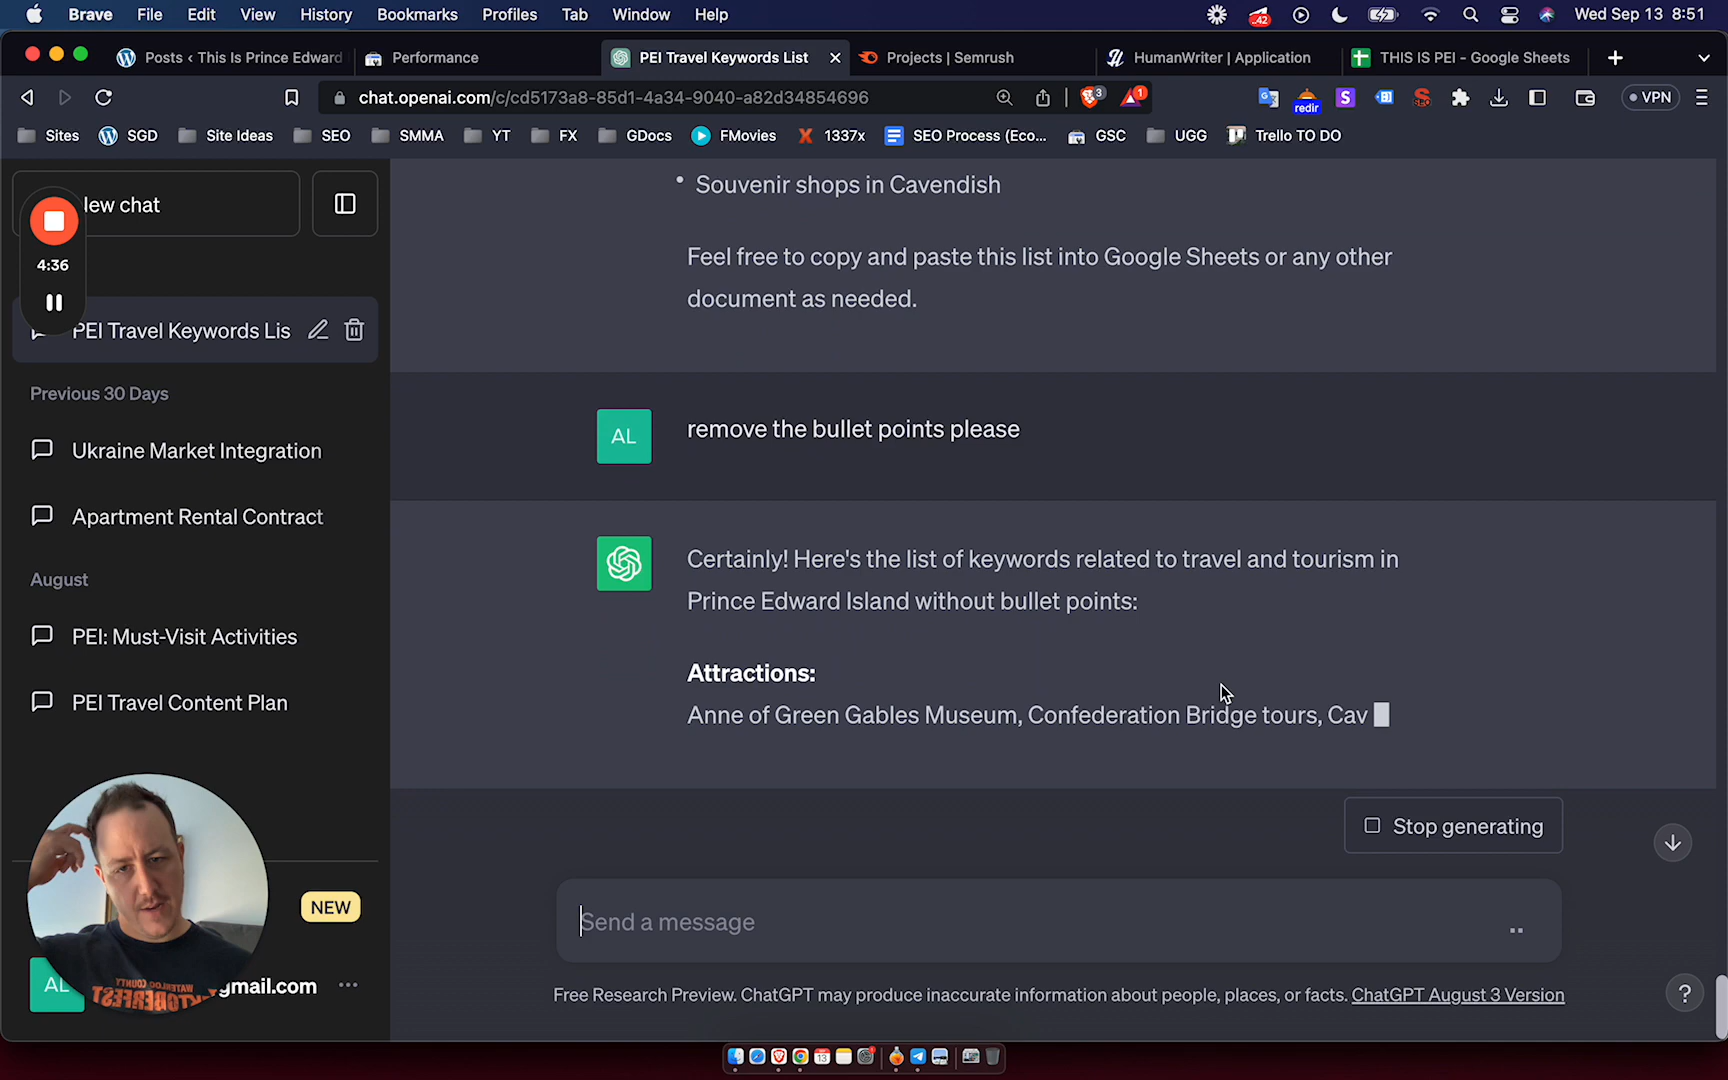 Brave File Edit View History Bookmarks Profiles Tab Window Help
.42
Wed Sep 13 8:51
Posts ‹ This Is Prince Edward
Performance
PEI Travel Keywords List
Projects | Semrush
HumanWriter | Application
THIS IS PEI - Google Sheets
chat.openai.com/c/cd5173a8-85d1-4a34-9040-a82d34854696
3
1
redir
VPN
Sites SGD Site Ideas SEO SMMA YT FX GDocs FMovies 1337x SEO Process (Eco... GSC UGG Trello TO DO
lew chat
4:36
PEI Travel Keywords Lis
Previous 30 Days
Ukraine Market Integration
Apartment Rental Contract
August
PEI: Must-Visit Activities
PEI Travel Content Plan
NEW
AL
gmail.com
WATERLOO COUNTY
• Souvenir shops in Cavendish
Feel free to copy and paste this list into Google Sheets or any other
document as needed.
AL
remove the bullet points please
Certainly! Here's the list of keywords related to travel and tourism in
Prince Edward Island without bullet points:
Attractions:
Anne of Green Gables Museum, Confederation Bridge tours, Cav
Stop generating
Send a message
Free Research Preview. ChatGPT may produce inaccurate information about people, places, or facts. ChatGPT August 3 Version
?